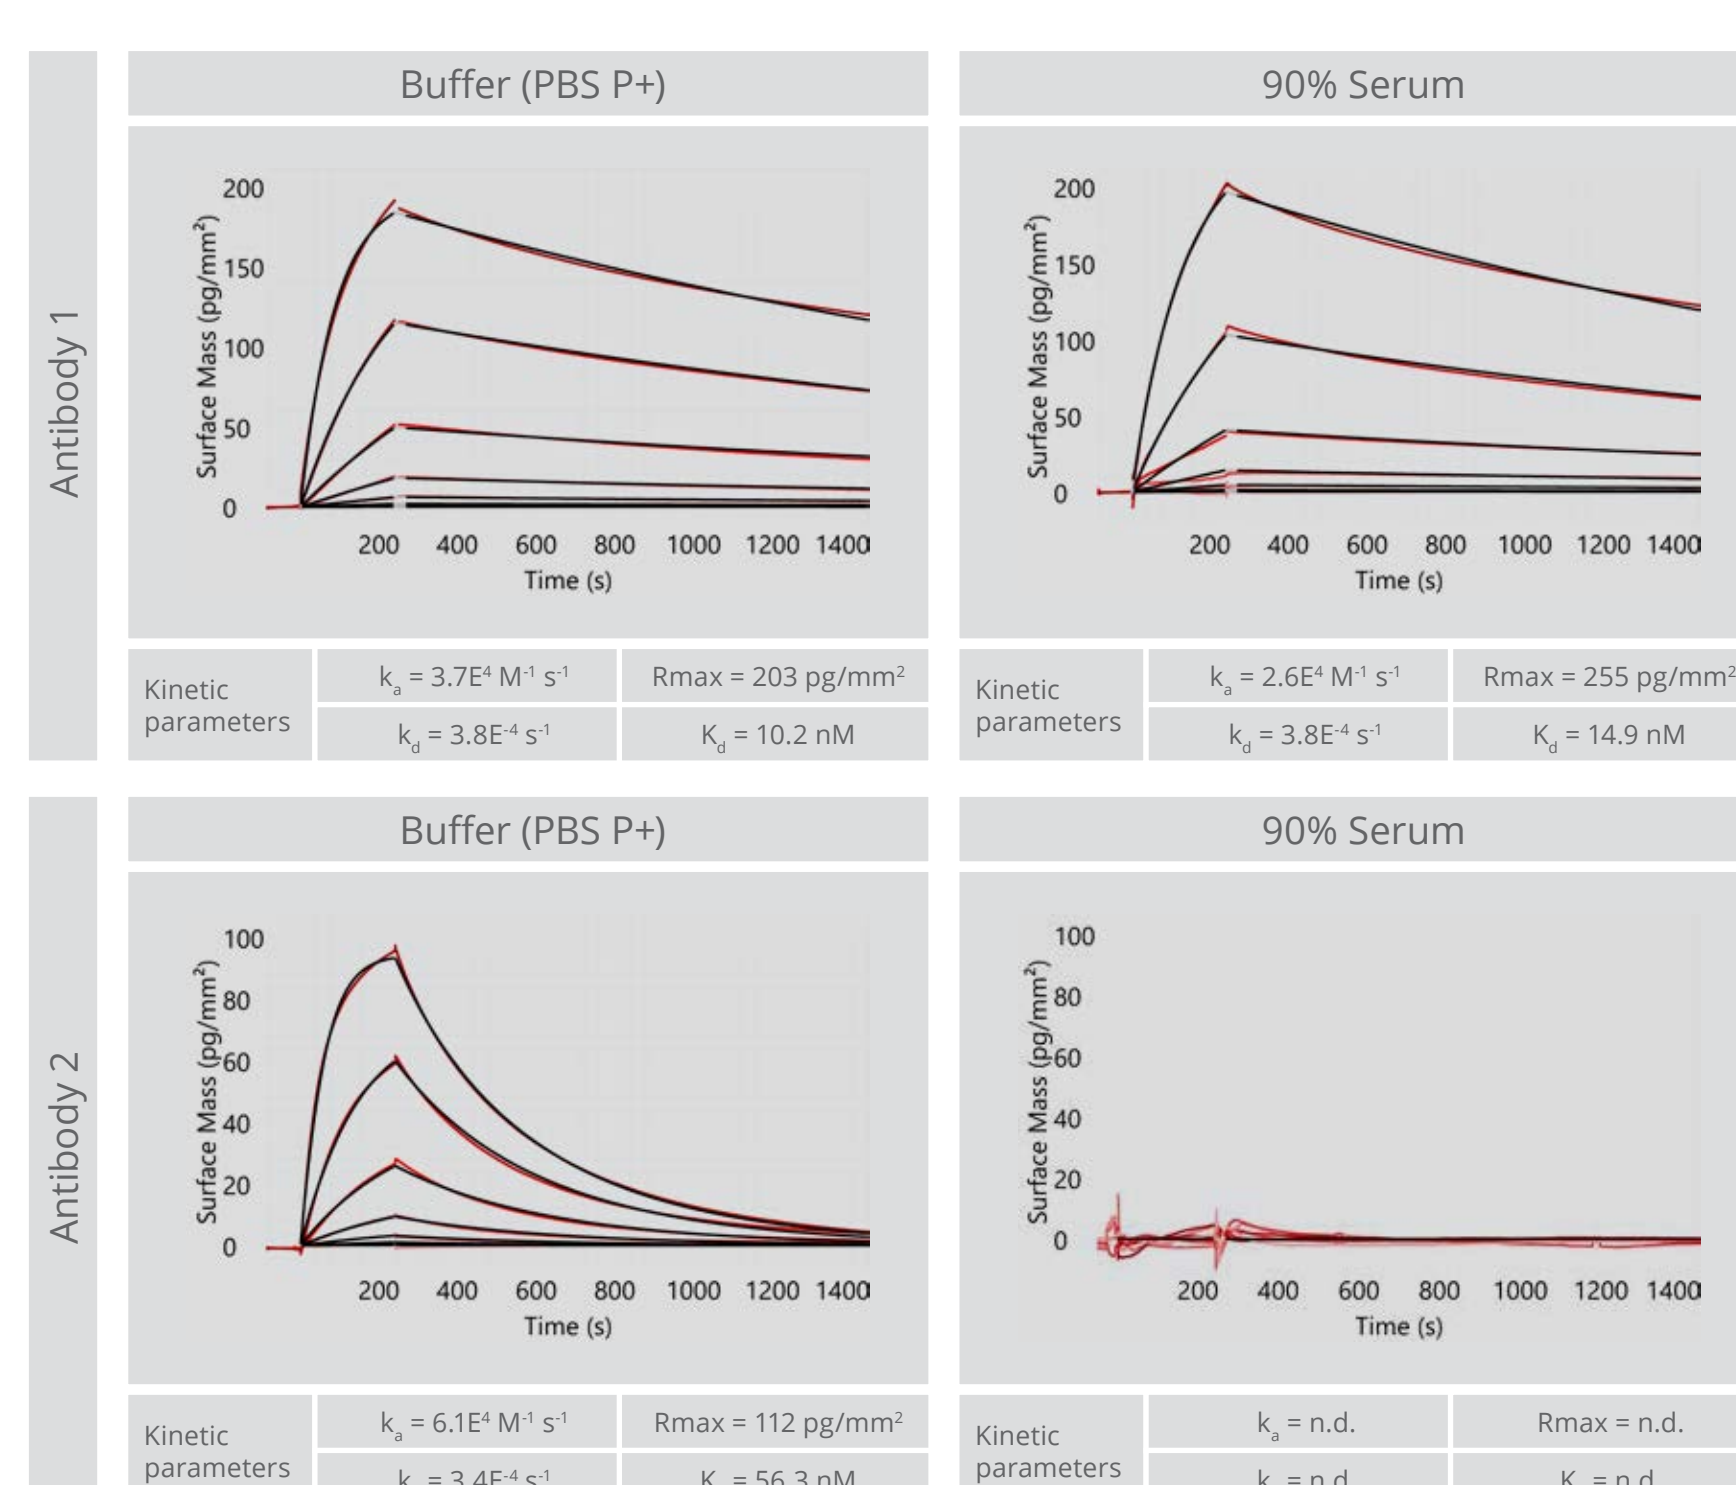 Antibody 1
Buffer (PBS P+)
Surface Mass (pg/mm²)
200
150
100
50
0
200 400 600 800 1000 1200 1400
Time (s)
Kinetic
parameters
kₐ = 3.7E⁴ M⁻¹ s⁻¹
Rmax = 203 pg/mm²
k_d = 3.8E⁻⁴ s⁻¹
K_d = 10.2 nM
90% Serum
Surface Mass (pg/mm²)
200
150
100
50
0
200 400 600 800 1000 1200 1400
Time (s)
Kinetic
parameters
kₐ = 2.6E⁴ M⁻¹ s⁻¹
Rmax = 255 pg/mm²
k_d = 3.8E⁻⁴ s⁻¹
K_d = 14.9 nM
Antibody 2
Buffer (PBS P+)
Surface Mass (pg/mm²)
100
80
60
40
20
0
200 400 600 800 1000 1200 1400
Time (s)
Kinetic
parameters
kₐ = 6.1E⁴ M⁻¹ s⁻¹
Rmax = 112 pg/mm²
k = 3.4E⁻⁴ s⁻¹
K = 56.3 nM
90% Serum
Surface Mass (pg/mm²)
100
80
60
40
20
0
200 400 600 800 1000 1200 1400
Time (s)
Kinetic
parameters
kₐ = n.d.
Rmax = n.d.
k = n.d.
K = n.d.